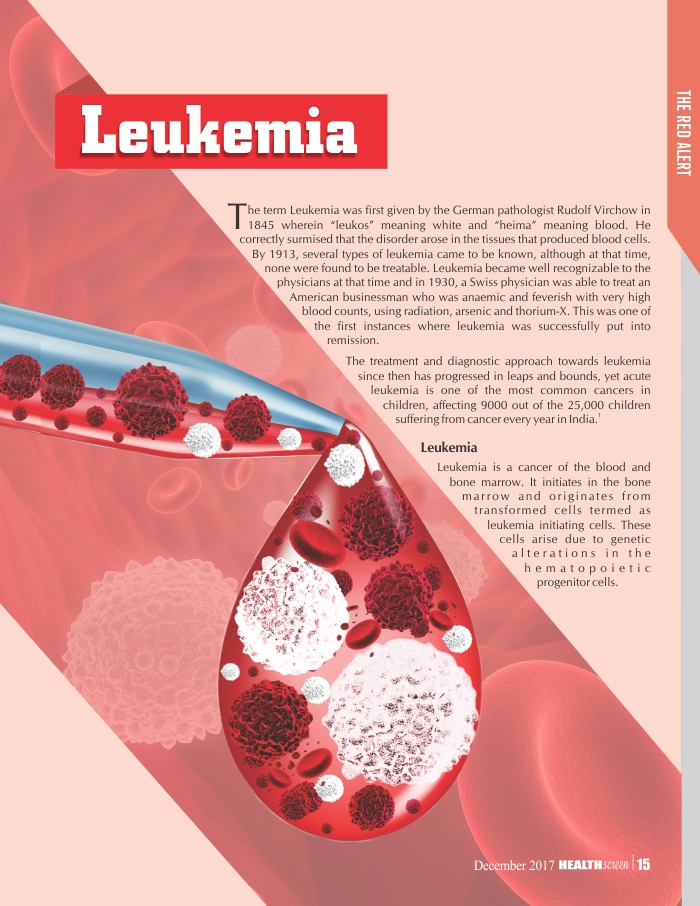 Leukemia
THE RED ALERT
The term Leukemia was first given by the German pathologist Rudolf Virchow in
1845 wherein “leukos” meaning white and “heima” meaning blood. He
correctly surmised that the disorder arose in the tissues that produced blood cells.
By 1913, several types of leukemia came to be known, although at that time,
none were found to be treatable. Leukemia became well recognizable to the
physicians at that time and in 1930, a Swiss physician was able to treat an
American businessman who was anaemic and feverish with very high
blood counts, using radiation, arsenic and thorium-X. This was one of
the first instances where leukemia was successfully put into
remission.
The treatment and diagnostic approach towards leukemia
since then has progressed in leaps and bounds, yet acute
leukemia is one of the most common cancers in
children, affecting 9000 out of the 25,000 children
suffering from cancer every year in India.¹
Leukemia
Leukemia is a cancer of the blood and
bone marrow. It initiates in the bone
marrow and originates from
transformed cells termed as
leukemia initiating cells. These
cells arise due to genetic
alterations in the
hematopoietic
progenitor cells.
December 2017 HEALTH screen | 15